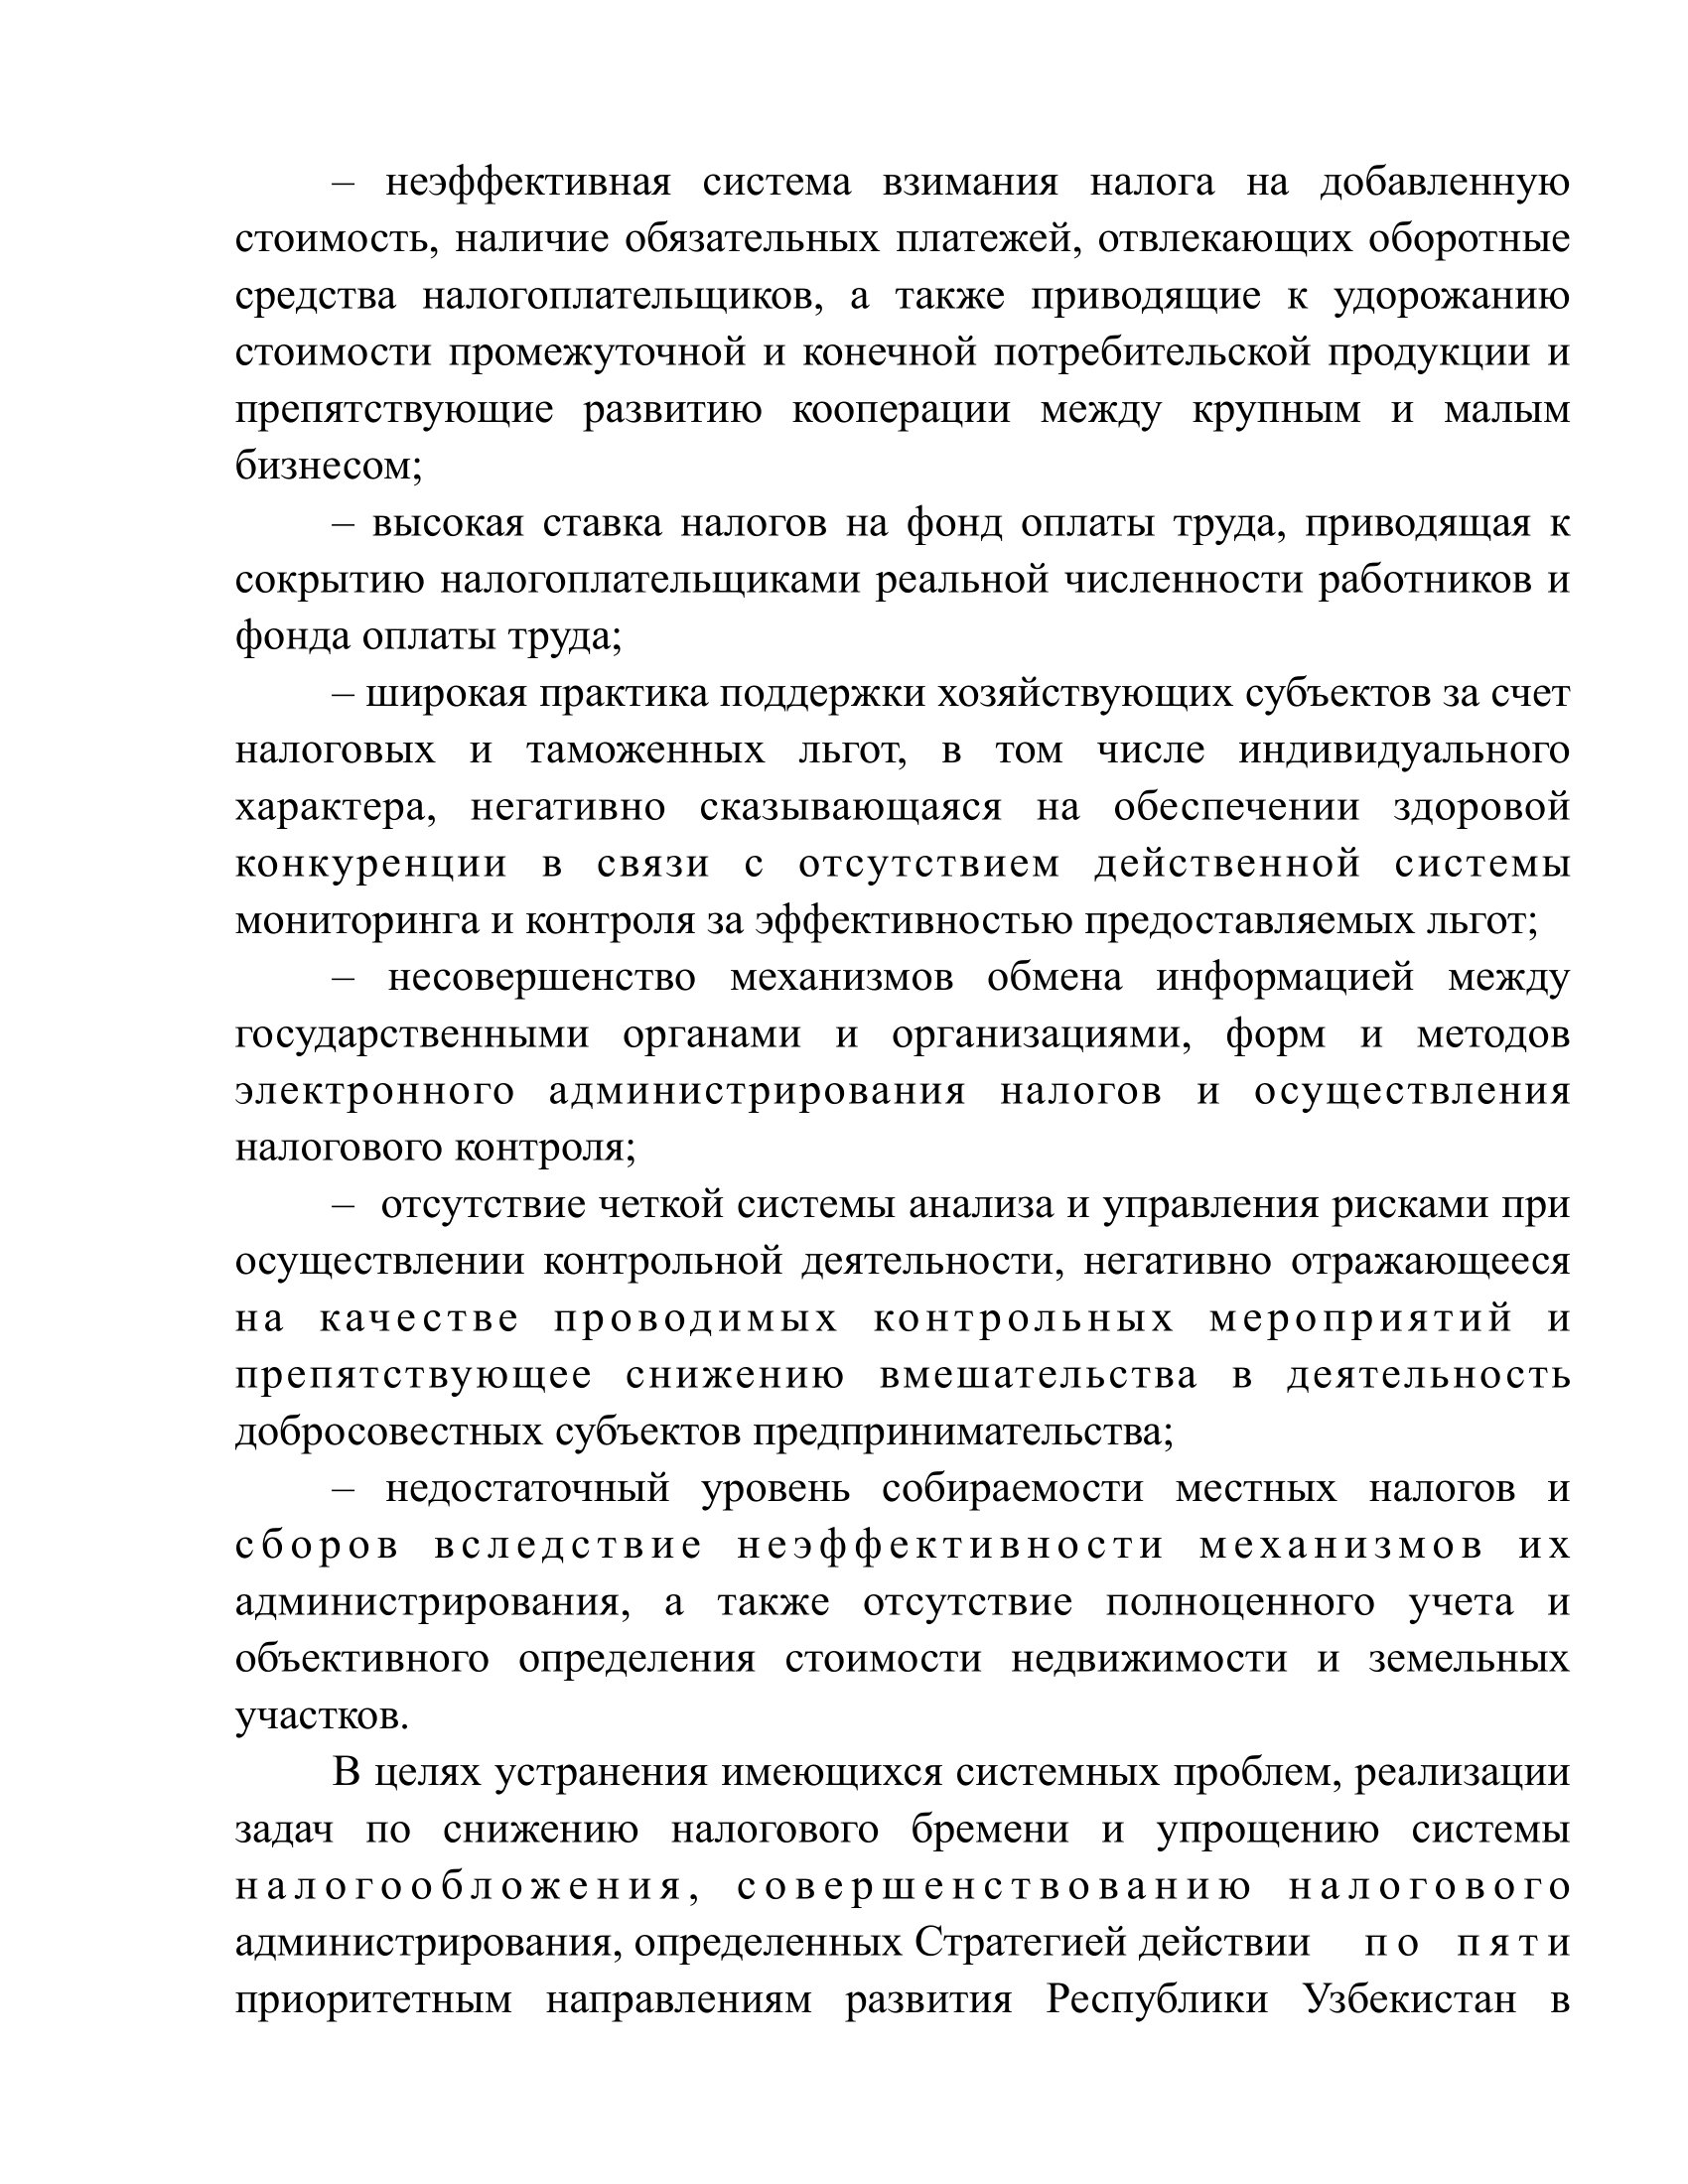 – неэффективная система взимания налога на добавленную
стоимость, наличие обязательных платежей, отвлекающих оборотные
средства налогоплательщиков, а также приводящие к удорожанию
стоимости промежуточной и конечной потребительской продукции и
препятствующие развитию кооперации между крупным и малым
бизнесом;
– высокая ставка налогов на фонд оплаты труда, приводящая к
сокрытию налогоплательщиками реальной численности работников и
фонда оплаты труда;
– широкая практика поддержки хозяйствующих субъектов за счет
налоговых и таможенных льгот, в том числе индивидуального
характера, негативно сказывающаяся на обеспечении здоровой
конкуренции в связи с отсутствием действенной системы
мониторинга и контроля за эффективностью предоставляемых льгот;
– несовершенство механизмов обмена информацией между
государственными органами и организациями, форм и методов
электронного администрирования налогов и осуществления
налогового контроля;
– отсутствие четкой системы анализа и управления рисками при
осуществлении контрольной деятельности, негативно отражающееся
на качестве проводимых контрольных мероприятий и
препятствующее снижению вмешательства в деятельность
добросовестных субъектов предпринимательства;
– недостаточный уровень собираемости местных налогов и
сборов вследствие неэффективности механизмов их
администрирования, а также отсутствие полноценного учета и
объективного определения стоимости недвижимости и земельных
участков.
В целях устранения имеющихся системных проблем, реализации
задач по снижению налогового бремени и упрощению системы
налогообложения, совершенствованию налогового
администрирования, определенных Стратегией действии по пяти
приоритетным направлениям развития Республики Узбекистан в